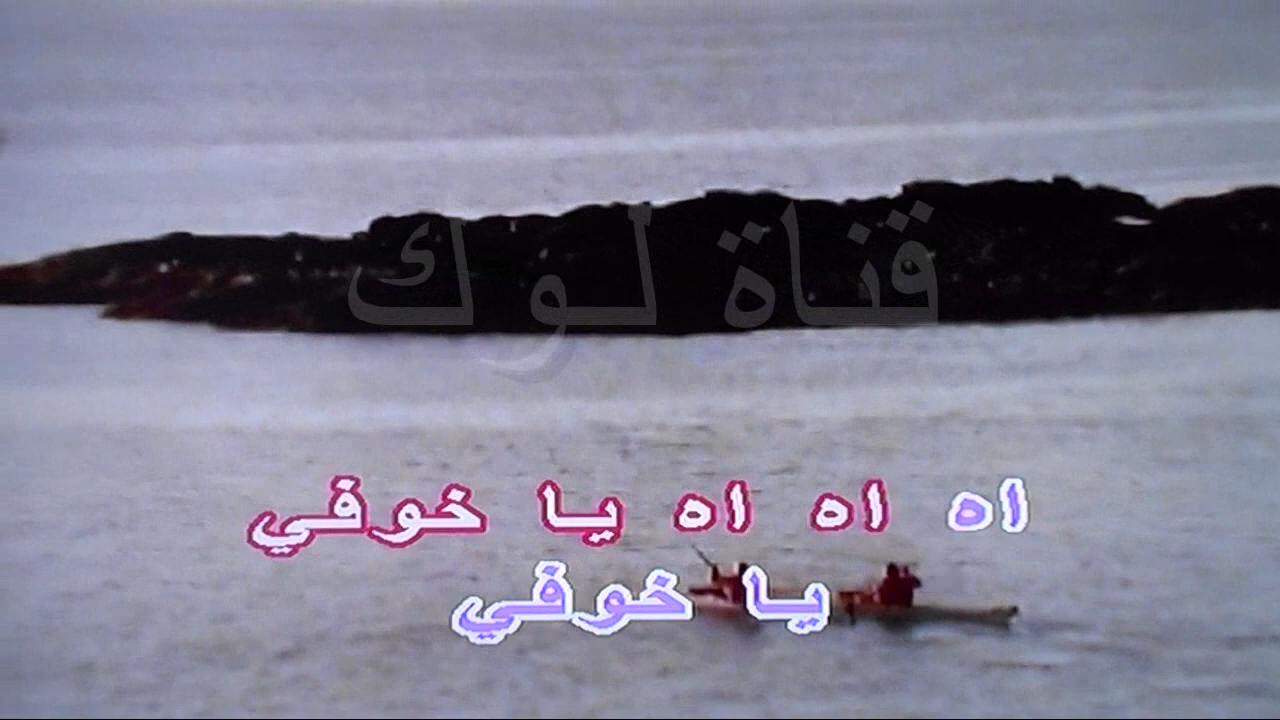 قناة لوك
اه اه اه يا خوفي
يا خوفي